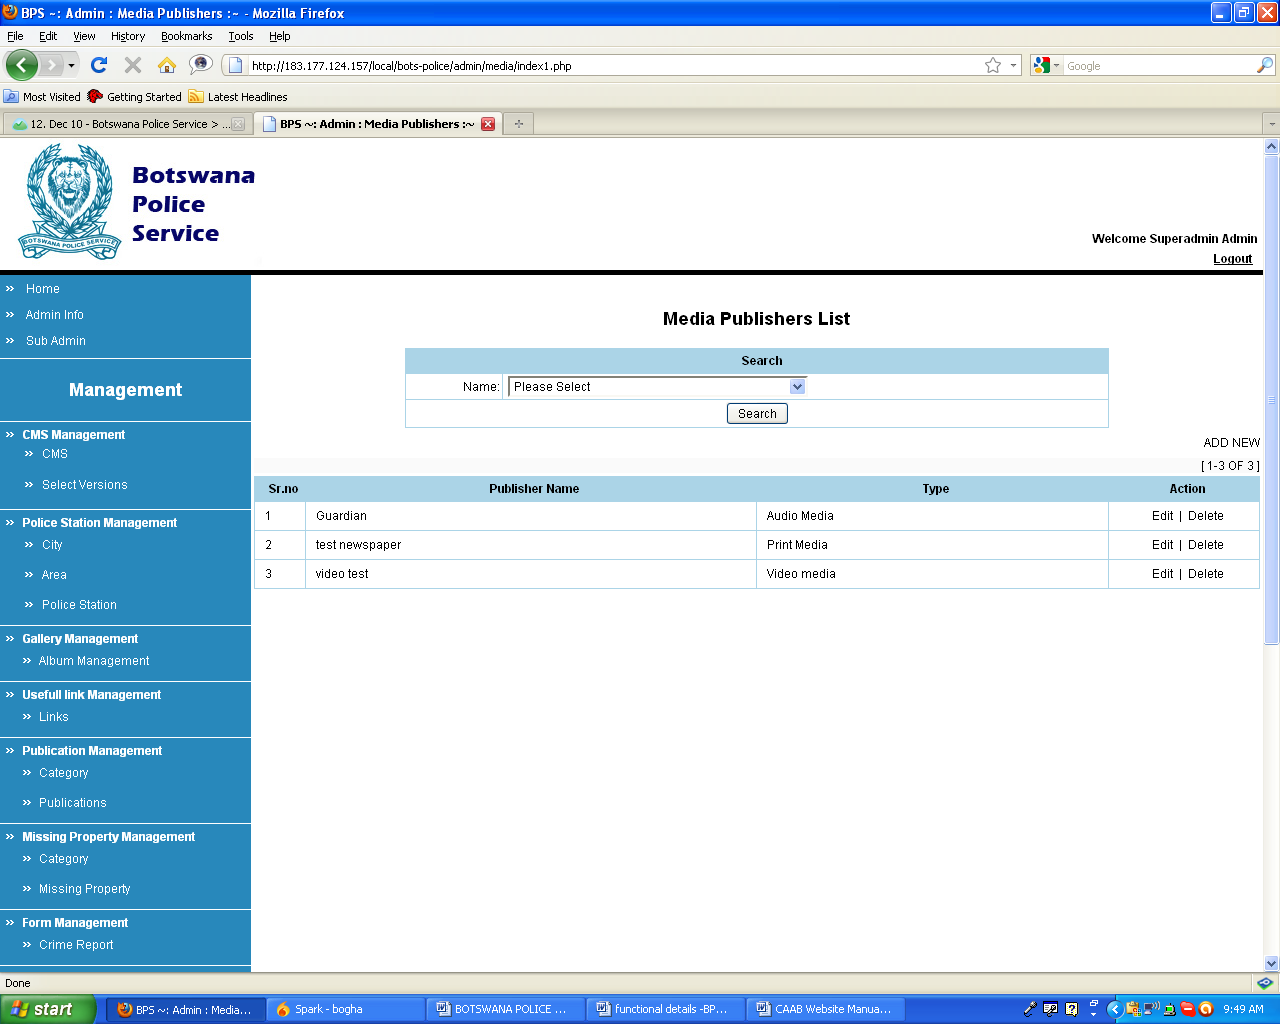 BPS ~: Admin : Media Publishers :~ - Mozilla Firefox
File Edit View History Bookmarks Tools Help
http://183.177.124.157/local/bots-police/admin/media/index1.php
Google
Most Visited Getting Started Latest Headlines
12. Dec 10 - Botswana Police Service > ...
BPS ~: Admin : Media Publishers :~
Botswana
Police
Service
BOTSWANA POLICE SERVICE
Welcome Superadmin Admin
Logout
Home
Admin Info
Sub Admin
Management
CMS Management
CMS
Select Versions
Police Station Management
City
Area
Police Station
Gallery Management
Album Management
Usefull link Management
Links
Publication Management
Category
Publications
Missing Property Management
Category
Missing Property
Form Management
Crime Report
Media Publishers List
Search
Name: Please Select
Search
ADD NEW
[ 1-3 OF 3 ]
Sr.no Publisher Name Type Action
1 Guardian Audio Media Edit | Delete
2 test newspaper Print Media Edit | Delete
3 video test Video media Edit | Delete
Done
start BPS ~: Admin : Media... Spark - bogha BOTSWANA POLICE ... functional details -BP... CAAB Website Manua... 9:49 AM